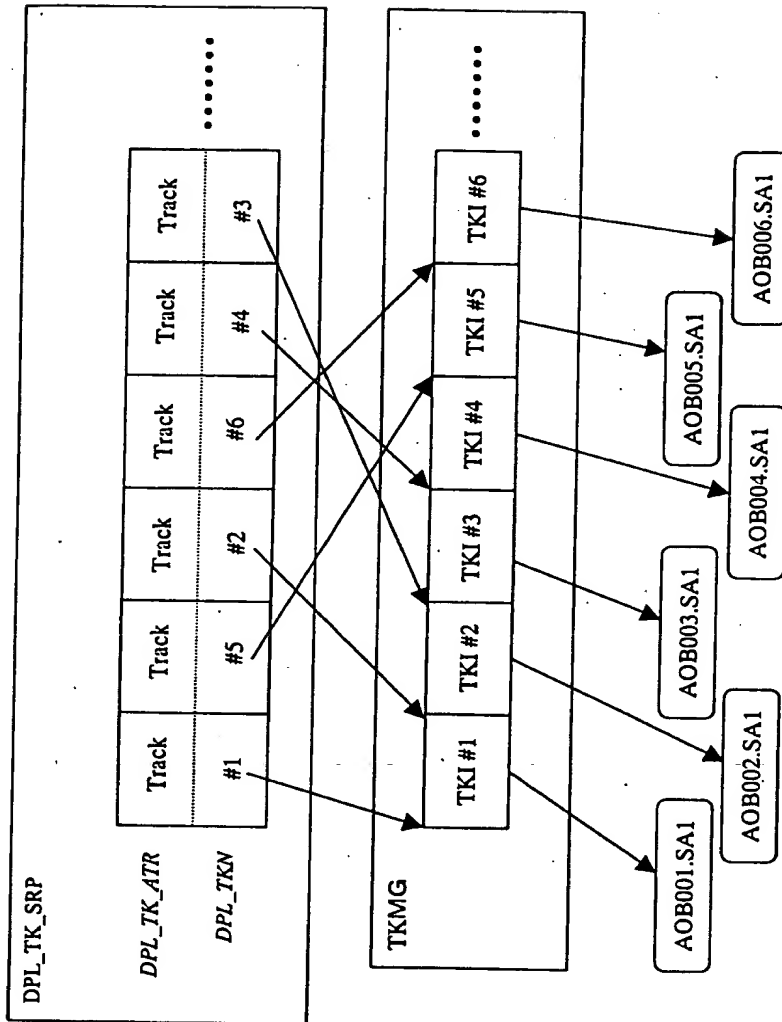 DPL_TK_SRP
DPL_TK_ATR Track Track Track Track Track Track
DPL_TKN #1 #5 #2 #6 #4 #3 ........
TKMG
TKI #1 TKI #2 TKI #3 TKI #4 TKI #5 TKI #6 ........
AOB001.SA1 AOB003.SA1 AOB005.SA1
AOB002.SA1 AOB004.SA1 AOB006.SA1